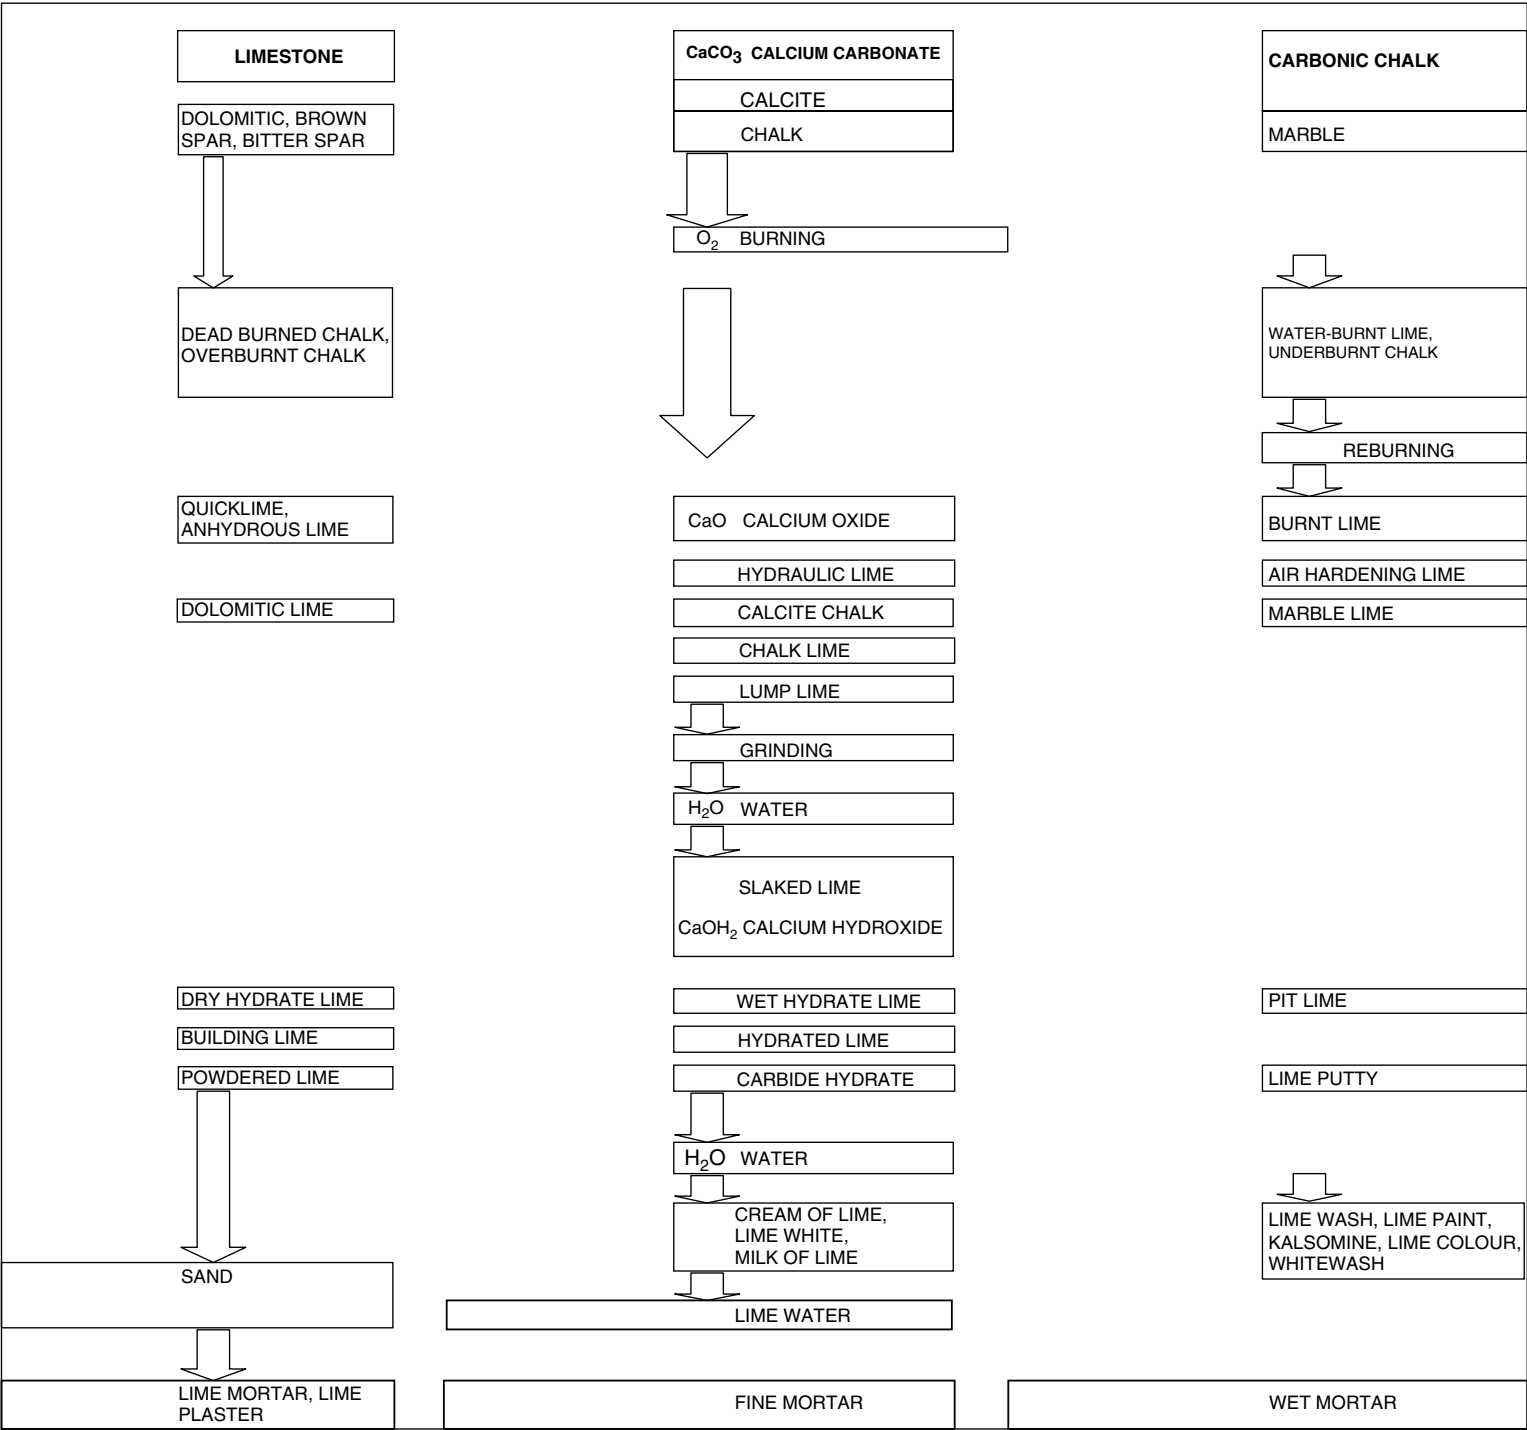 LIMESTONE
CaCO3 CALCIUM CARBONATE
CARBONIC CHALK
CALCITE
DOLOMITIC, BROWN
SPAR, BITTER SPAR
CHALK
MARBLE
O2 BURNING
DEAD BURNED CHALK,
OVERBURNT CHALK
WATER-BURNT LIME,
UNDERBURNT CHALK
REBURNING
QUICKLIME,
ANHYDROUS LIME
CaO CALCIUM OXIDE
BURNT LIME
HYDRAULIC LIME
AIR HARDENING LIME
DOLOMITIC LIME
CALCITE CHALK
MARBLE LIME
CHALK LIME
LUMP LIME
GRINDING
H2O WATER
SLAKED LIME
CaOH2 CALCIUM HYDROXIDE
DRY HYDRATE LIME
WET HYDRATE LIME
PIT LIME
BUILDING LIME
HYDRATED LIME
POWDERED LIME
CARBIDE HYDRATE
LIME PUTTY
H2O WATER
CREAM OF LIME,
LIME WHITE,
MILK OF LIME
LIME WASH, LIME PAINT,
KALSOMINE, LIME COLOUR,
WHITEWASH
SAND
LIME WATER
LIME MORTAR, LIME
PLASTER
FINE MORTAR
WET MORTAR